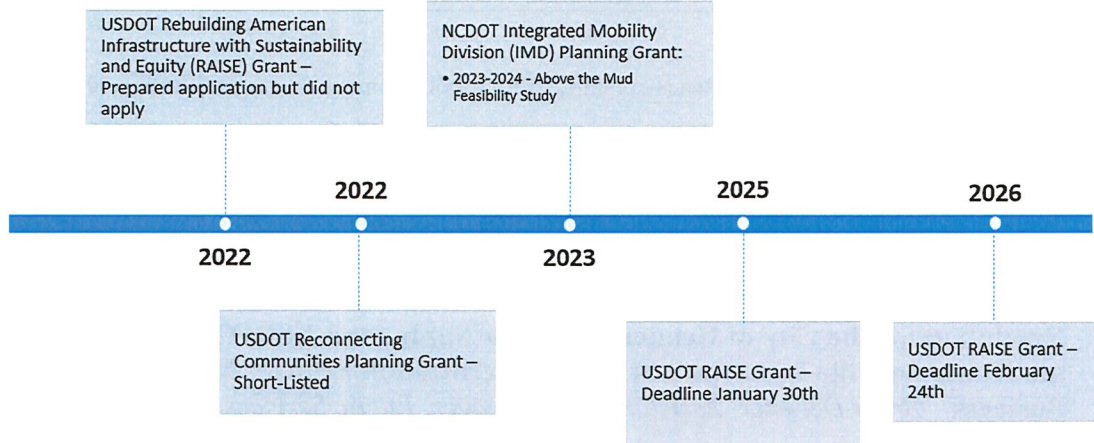 USDOT Rebuilding American
Infrastructure with Sustainability
and Equity (RAISE) Grant –
Prepared application but did not
apply
NCDOT Integrated Mobility
Division (IMD) Planning Grant:
• 2023-2024 - Above the Mud
Feasibility Study
2022
2025
2026
2022
2023
USDOT Reconnecting
Communities Planning Grant –
Short-Listed
USDOT RAISE Grant –
Deadline January 30th
USDOT RAISE Grant –
Deadline February
24th